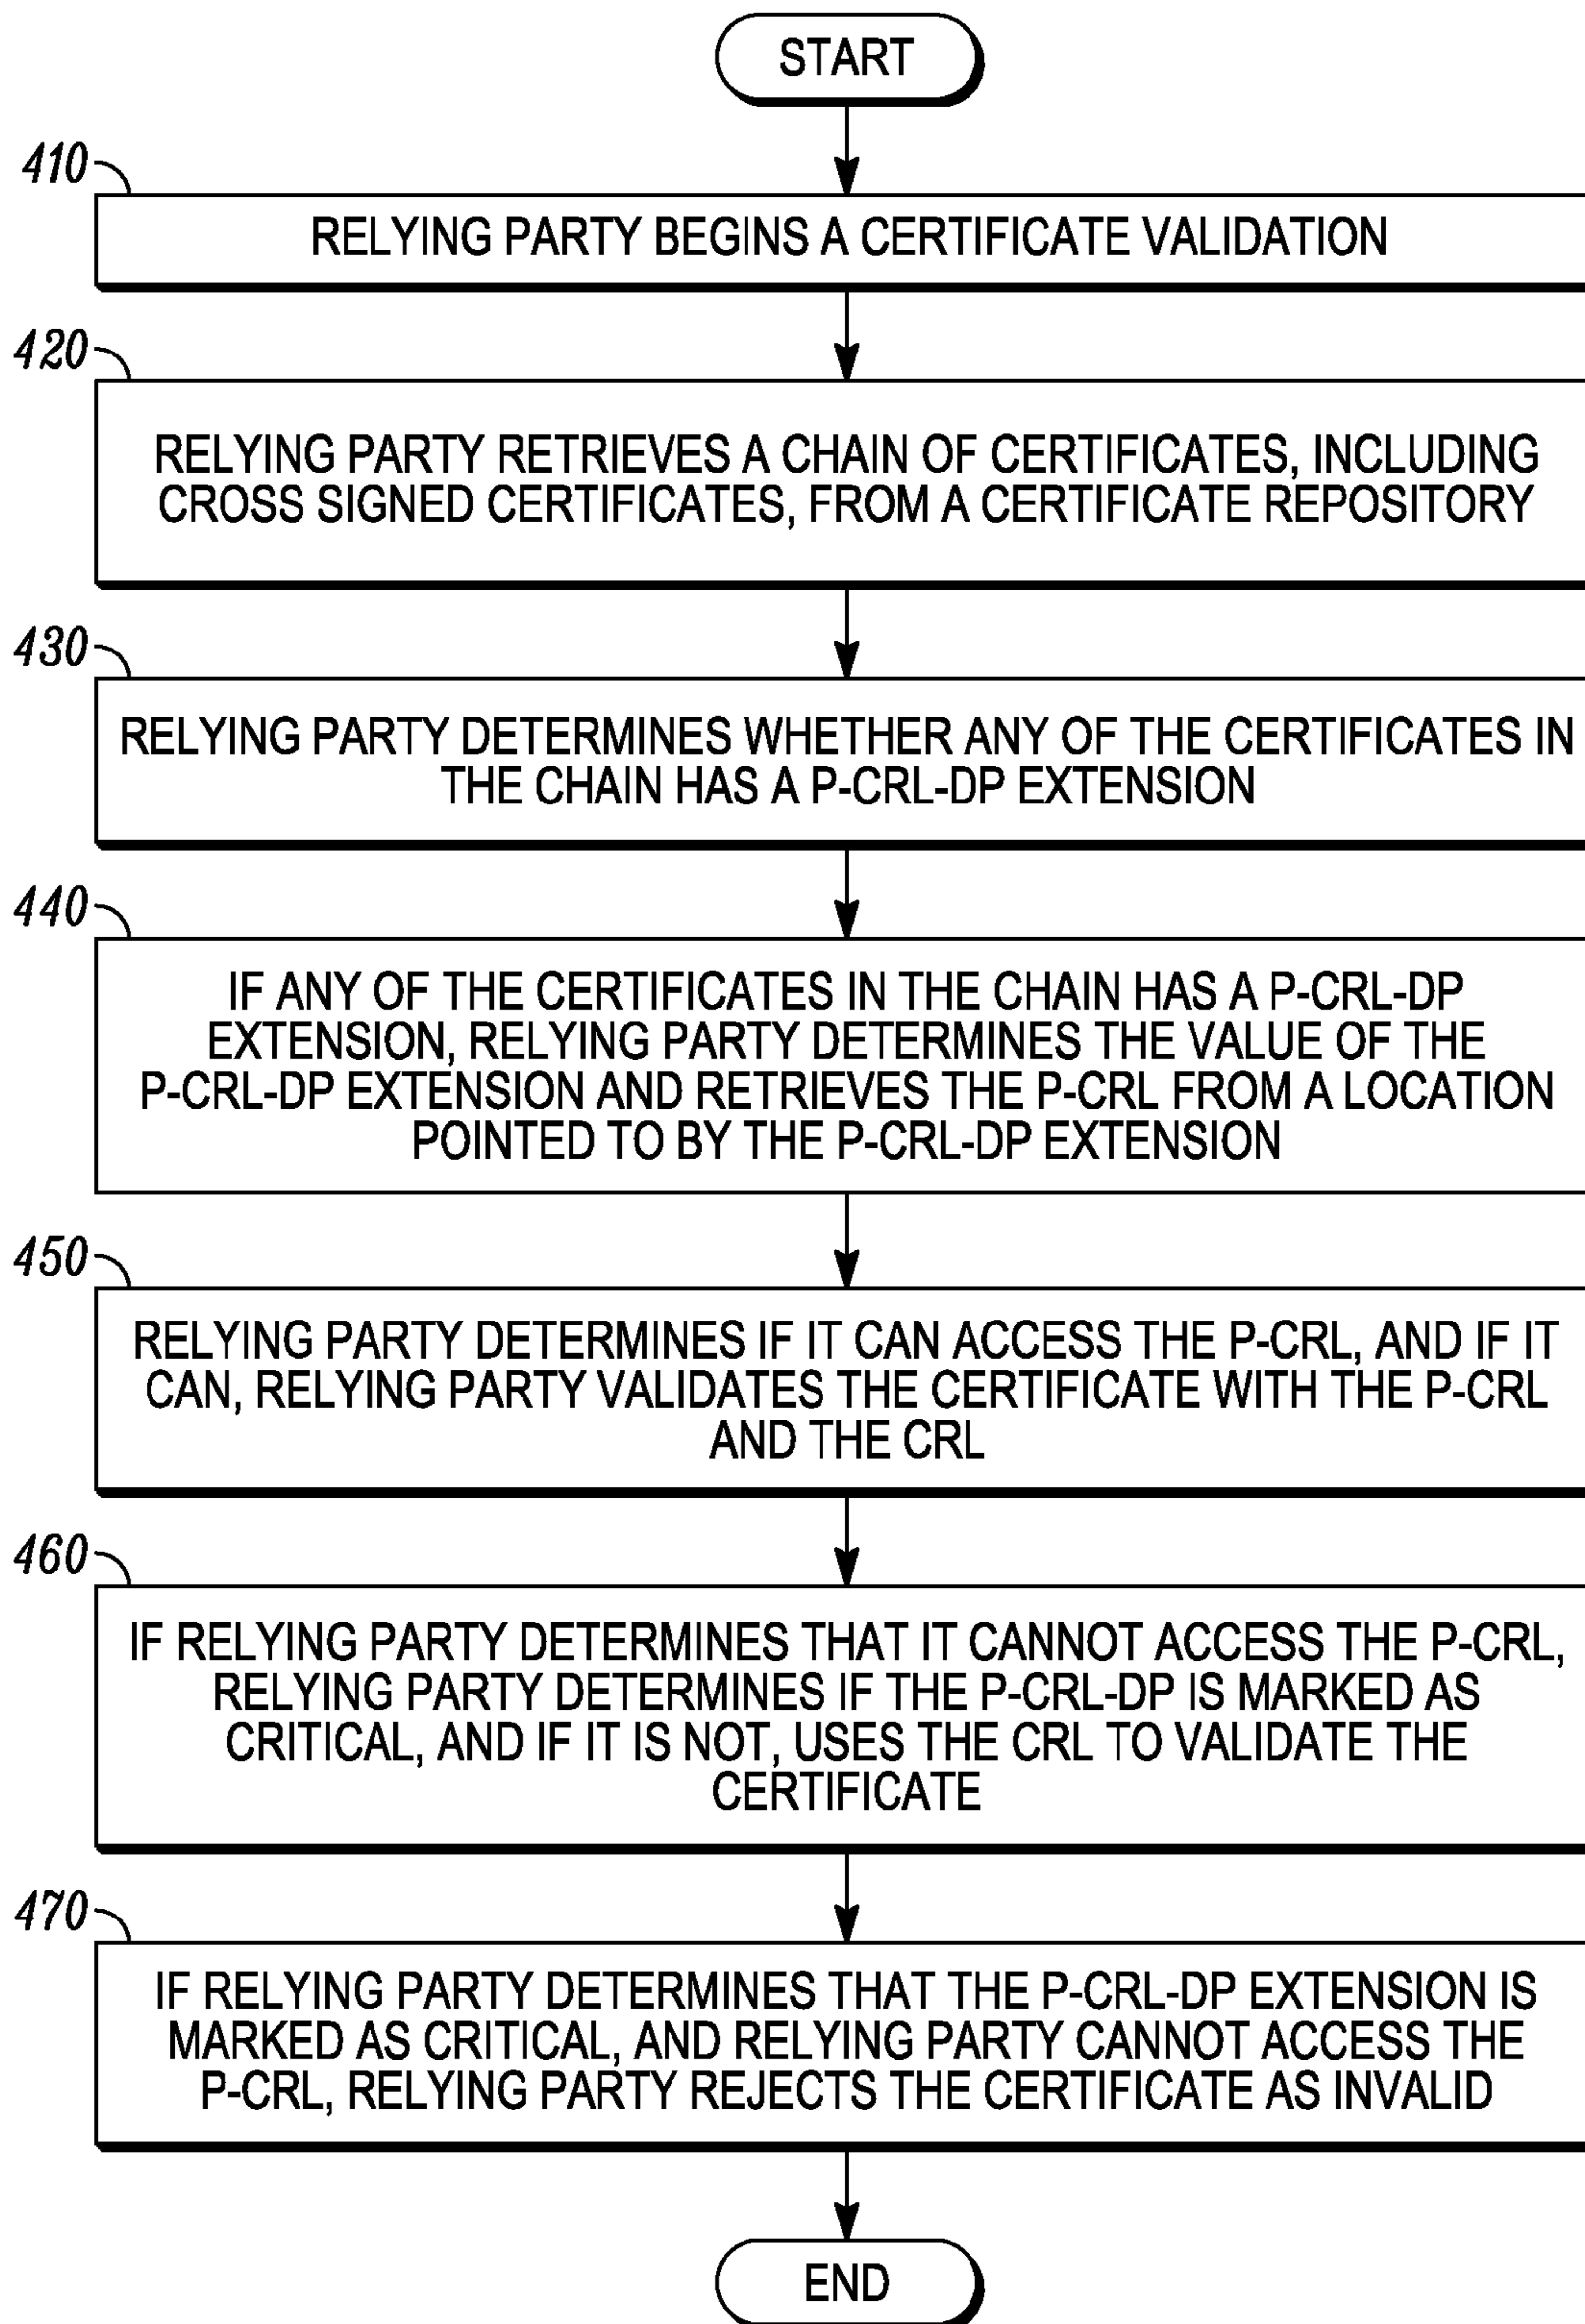 START
410
RELYING PARTY BEGINS A CERTIFICATE VALIDATION
420
RELYING PARTY RETRIEVES A CHAIN OF CERTIFICATES, INCLUDING
CROSS SIGNED CERTIFICATES, FROM A CERTIFICATE REPOSITORY
430
RELYING PARTY DETERMINES WHETHER ANY OF THE CERTIFICATES IN
THE CHAIN HAS A P-CRL-DP EXTENSION
440
IF ANY OF THE CERTIFICATES IN THE CHAIN HAS A P-CRL-DP
EXTENSION, RELYING PARTY DETERMINES THE VALUE OF THE
P-CRL-DP EXTENSION AND RETRIEVES THE P-CRL FROM A LOCATION
POINTED TO BY THE P-CRL-DP EXTENSION
450
RELYING PARTY DETERMINES IF IT CAN ACCESS THE P-CRL, AND IF IT
CAN, RELYING PARTY VALIDATES THE CERTIFICATE WITH THE P-CRL
AND THE CRL
460
IF RELYING PARTY DETERMINES THAT IT CANNOT ACCESS THE P-CRL,
RELYING PARTY DETERMINES IF THE P-CRL-DP IS MARKED AS
CRITICAL, AND IF IT IS NOT, USES THE CRL TO VALIDATE THE
CERTIFICATE
470
IF RELYING PARTY DETERMINES THAT THE P-CRL-DP EXTENSION IS
MARKED AS CRITICAL, AND RELYING PARTY CANNOT ACCESS THE
P-CRL, RELYING PARTY REJECTS THE CERTIFICATE AS INVALID
END